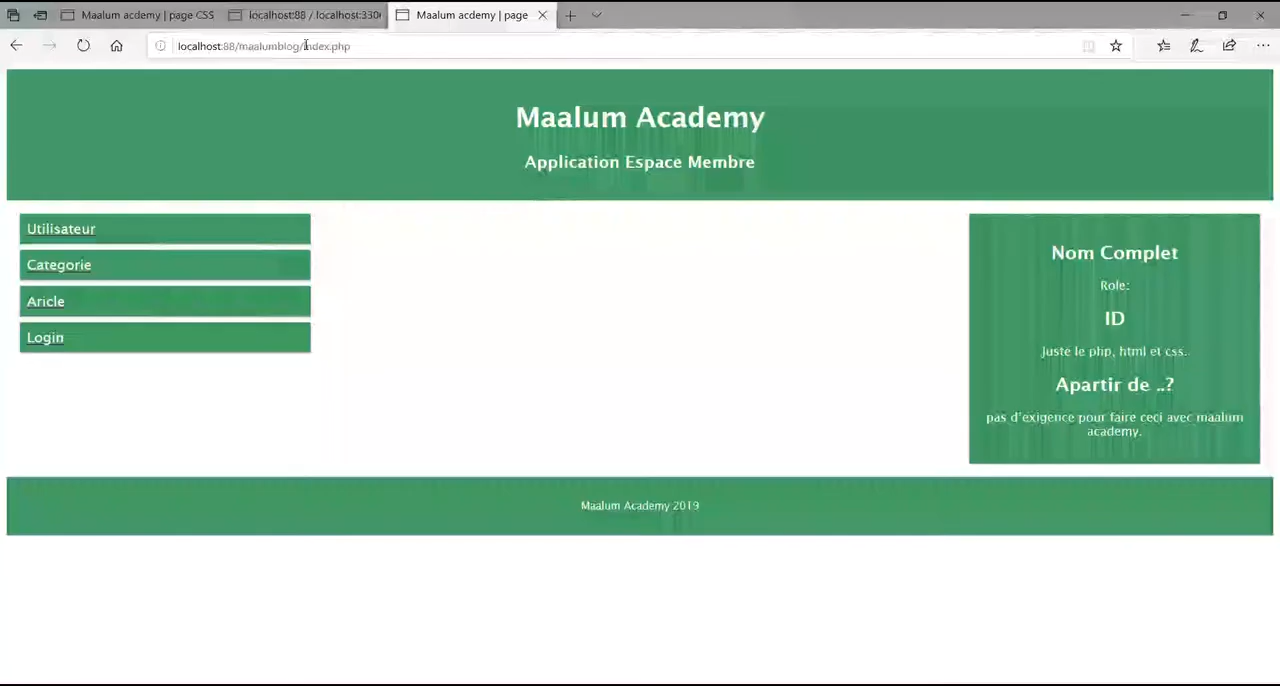 Maalum acdemy | page CSS
localhost:88 / localhost:330
Maalum acdemy | page
localhost:88/maalumblog/index.php
Maalum Academy
Application Espace Membre
Utilisateur
Categorie
Aricle
Login
Nom Complet
Role:
ID
Juste le php, html et css.
Apartir de ..?
pas d'exigence pour faire ceci avec maalum
academy.
Maalum Academy 2019